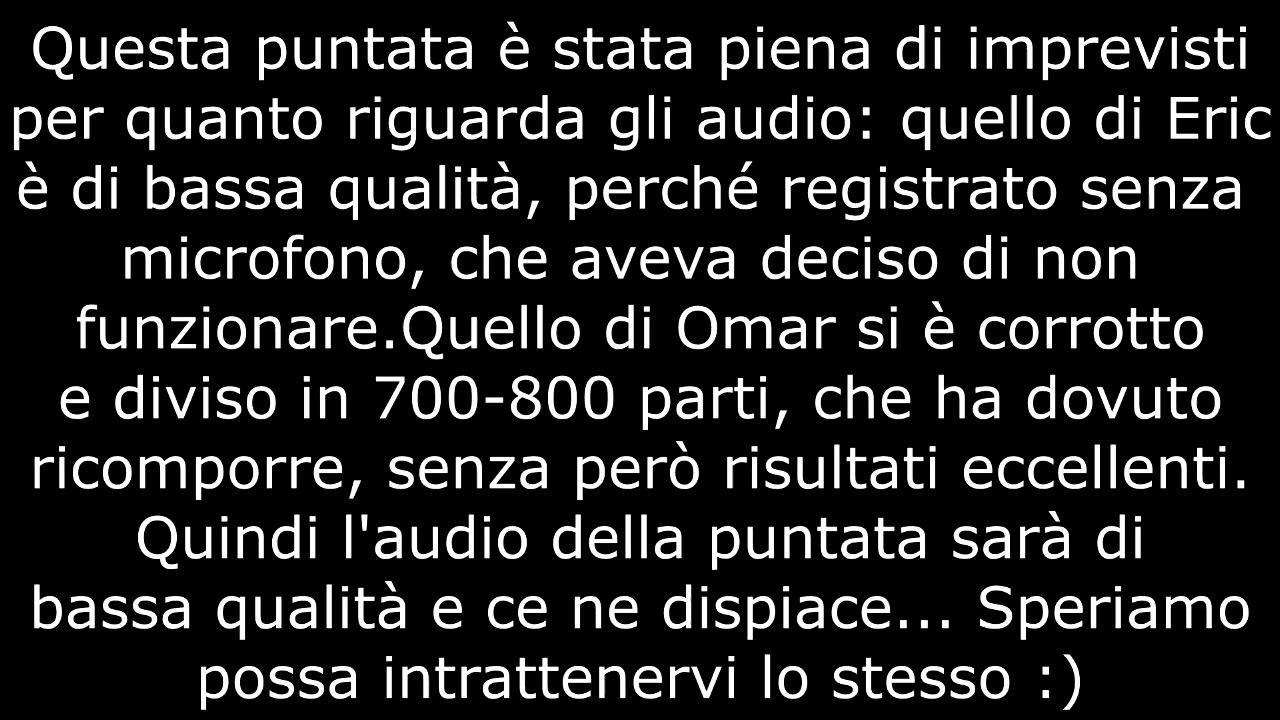 Questa puntata è stata piena di imprevisti
per quanto riguarda gli audio: quello di Eric
è di bassa qualità, perché registrato senza
microfono, che aveva deciso di non
funzionare.Quello di Omar si è corrotto
e diviso in 700-800 parti, che ha dovuto
ricomporre, senza però risultati eccellenti.
Quindi l'audio della puntata sarà di
bassa qualità e ce ne dispiace... Speriamo
possa intrattenervi lo stesso :)